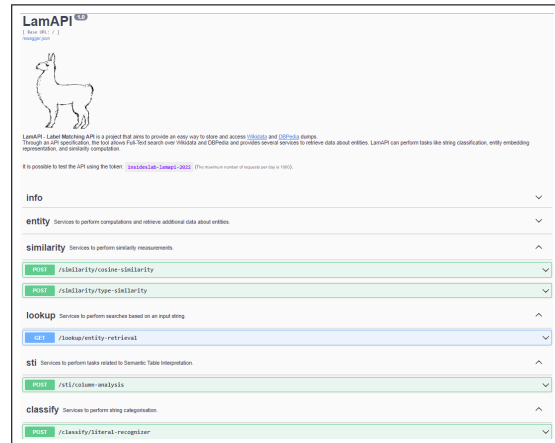 LamAPI 1.0
[ Base URL: / ]
/swagger.json
LamAPI - Label Matching API is a project that aims to provide an easy way to store and access Wikidata and DBPedia dumps.
Through an API specification, the tool allows Full-Text search over Wikidata and DBPedia and provides several services to retrieve data about entities. LamAPI can perform tasks like string classification, entity embedding
representation, and similarity computation.
It is possible to test the API using the token: insideslab-lamapi-2022 (The maximum number of requests per day is 1000).
info
entity Services to perform computations and retrieve additional data about entities.
similarity Services to perform similarity measurements.
POST /similarity/cosine-similarity
POST /similarity/type-similarity
lookup Services to perform searches based on an input string.
GET /lookup/entity-retrieval
sti Services to perform tasks related to Semantic Table Interpretation.
POST /sti/column-analysis
classify Services to perform string categorisation.
POST /classify/literal-recognizer